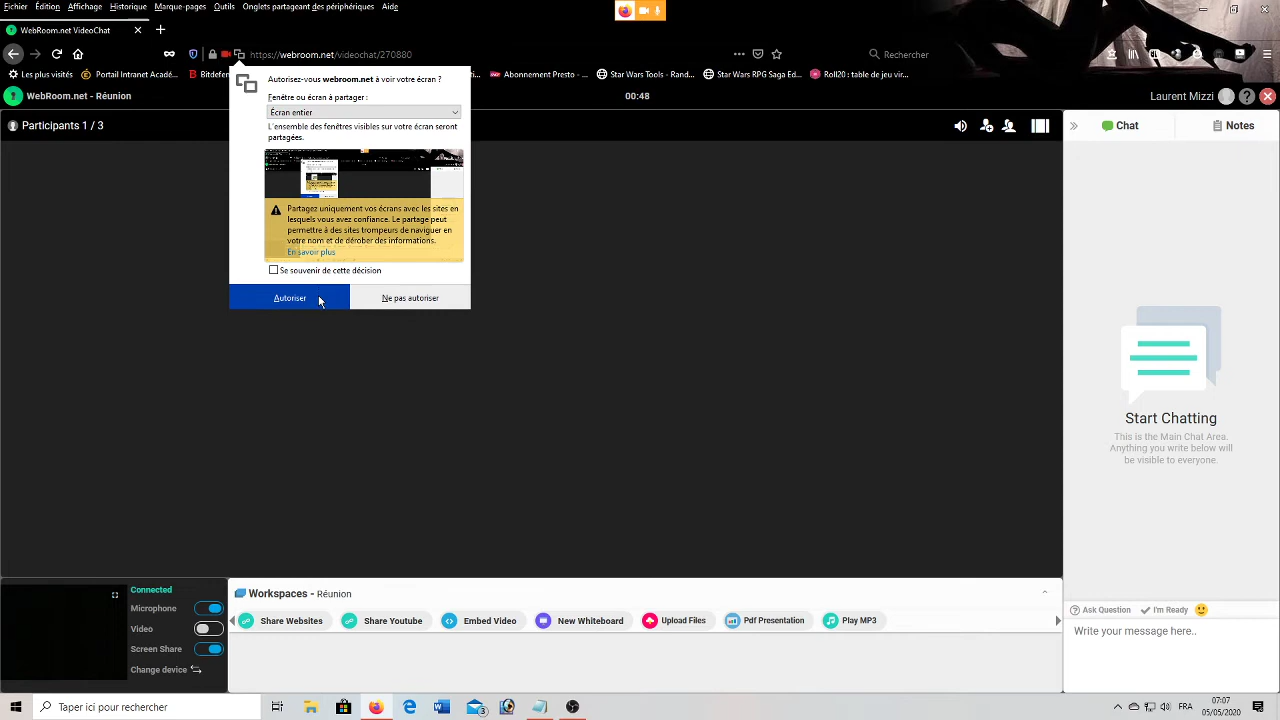 Fichier Édition Affichage Historique Marque-pages Outils Organisation groupant des périphériques Aide
WebRoom.net VideoChat
https://webroom.net/videochat/270880
Rechercher
Les plus visités Portail Intranet Acadé... Bitdefen Abonnement Presto - ... Star Wars Tools - Rand... Star Wars RPG Saga Ed... Roll20 : table de jeu vir...
WebRoom.net - Réunion
00:48
Laurent Mizzi
Participants 1 / 3
Chat
Notes
Autorisez-vous webroom.net à voir votre écran ?
Fenêtre ou écran à partager :
Écran entier
L'ensemble des fenêtres visibles sur votre écran seront
partagées.
Partagez uniquement vos écrans avec les sites en
lesquels vous avez confiance. Le partage peut
permettre à des sites trompeurs de naviguer en
votre nom et de dérober des informations.
En savoir plus
Se souvenir de cette décision
Autoriser
Ne pas autoriser
Start Chatting
This is the Main Chat Area.
Anything you write below will
be visible to everyone.
Connected
Microphone
Video
Screen Share
Change device
Workspaces - Réunion
Share Websites
Share Youtube
Embed Video
New Whiteboard
Upload Files
Pdf Presentation
Play MP3
Ask Question
I'm Ready
Write your message here..
Taper ici pour rechercher
3
FRA
07:07
05/05/2020